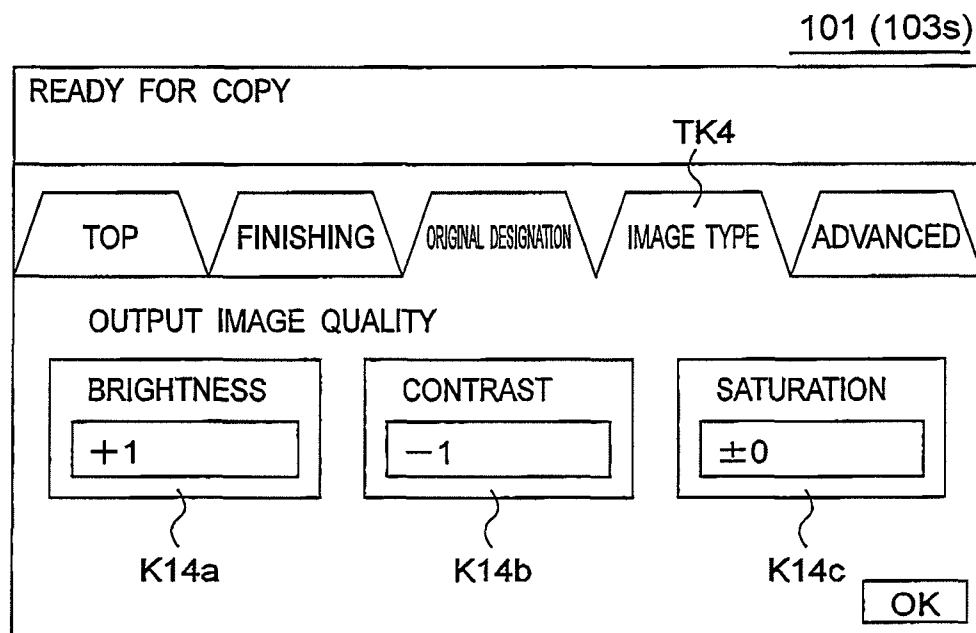 101 (103s)
READY FOR COPY
TK4
TOP FINISHING ORIGINAL DESIGNATION IMAGE TYPE ADVANCED
OUTPUT IMAGE QUALITY
BRIGHTNESS CONTRAST SATURATION
+1 −1 ±0
K14a K14b K14c
OK